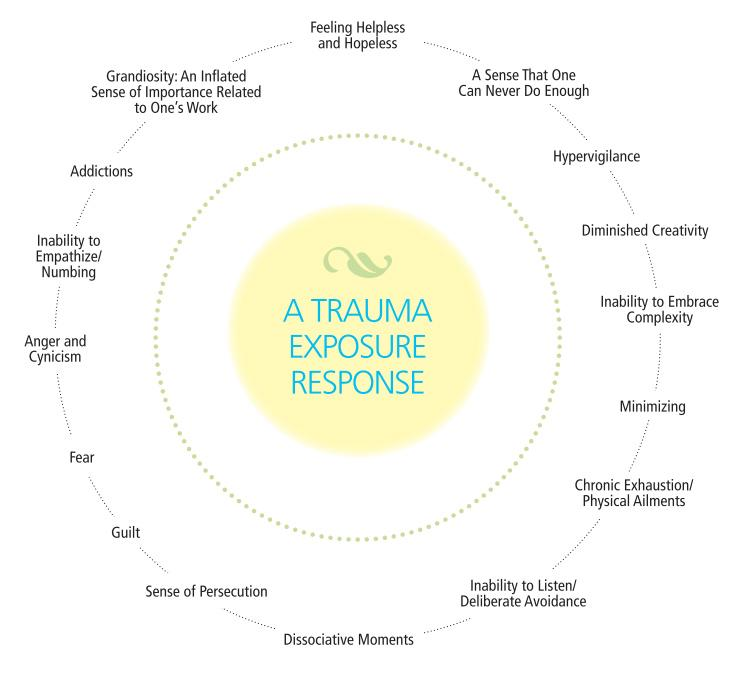 Feeling Helpless
and Hopeless
A Sense That One
Can Never Do Enough
Hypervigilance
Diminished Creativity
Inability to Embrace
Complexity
Minimizing
Chronic Exhaustion/
Physical Ailments
Inability to Listen/
Deliberate Avoidance
Dissociative Moments
Sense of Persecution
Guilt
Fear
Anger and
Cynicism
Inability to
Empathize/
Numbing
Addictions
Grandiosity: An Inflated
Sense of Importance Related
to One's Work
A TRAUMA
EXPOSURE
RESPONSE